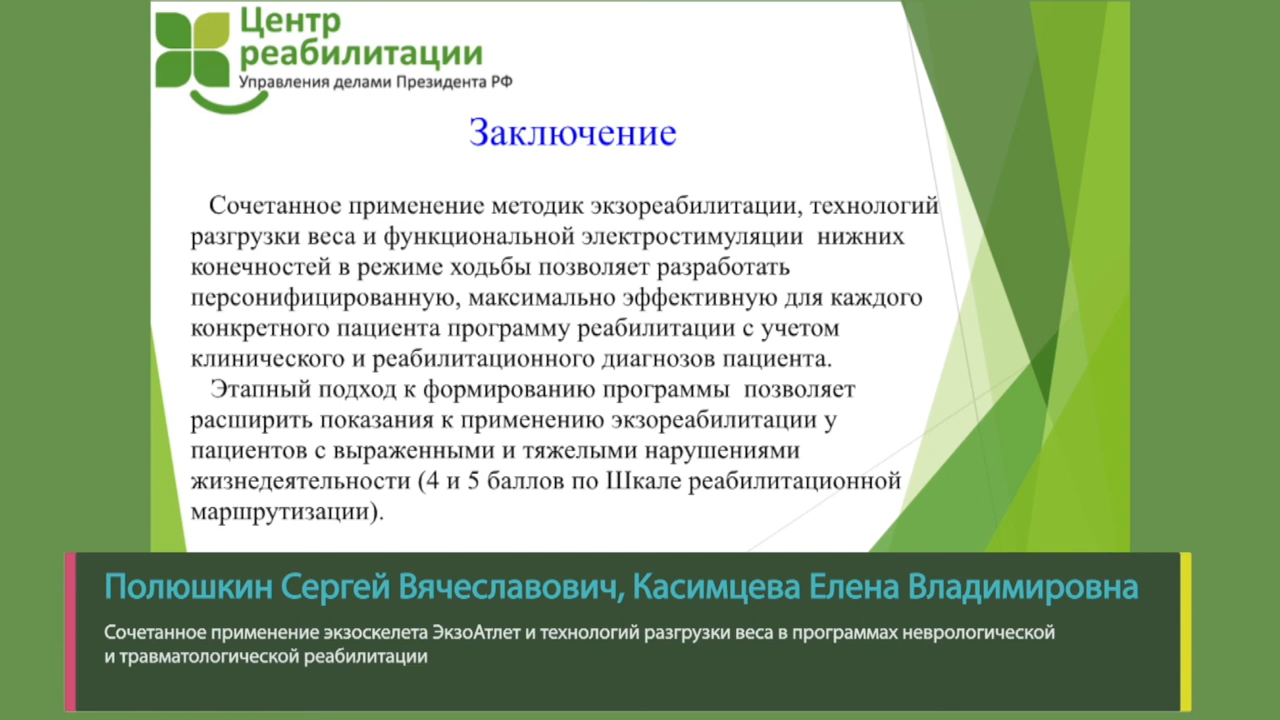 Центр
реабилитации
Управления делами Президента РФ
Заключение
Сочетанное применение методик экзореабилитации, технологий
разгрузки веса и функциональной электростимуляции нижних
конечностей в режиме ходьбы позволяет разработать
персонифицированную, максимально эффективную для каждого
конкретного пациента программу реабилитации с учетом
клинического и реабилитационного диагнозов пациента.
Этапный подход к формированию программы позволяет
расширить показания к применению экзореабилитации у
пациентов с выраженными и тяжелыми нарушениями
жизнедеятельности (4 и 5 баллов по Шкале реабилитационной
маршрутизации).
Полюшкин Сергей Вячеславович, Касимцева Елена Владимировна
Сочетанное применение экзоскелета ЭкзоАтлет и технологий разгрузки веса в программах неврологической
и травматологической реабилитации